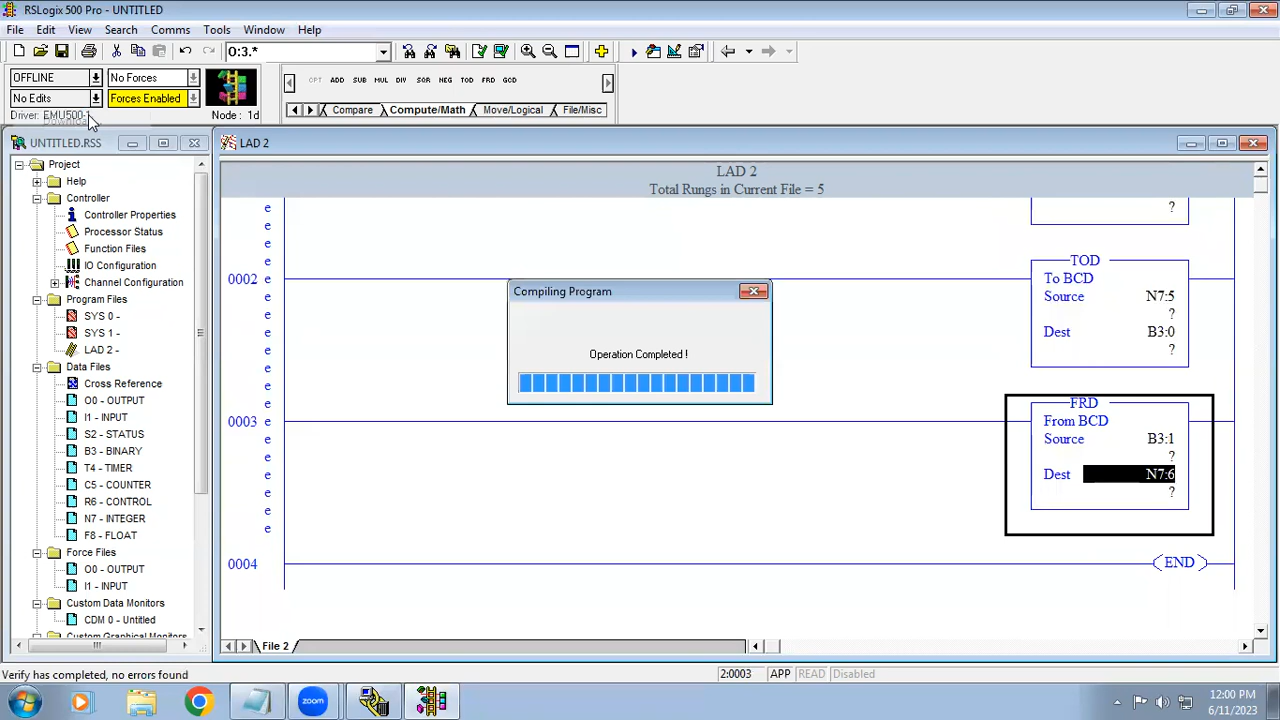 RSLogix 500 Pro - UNTITLED
File Edit View Search Comms Tools Window Help
O:3.*
OFFLINE No Forces
No Edits Forces Enabled
Driver: EMU500-1 Node : 1d
CPT ADD SUB MUL DIV SQR NEG TOD FRD GCD
Compare Compute/Math Move/Logical File/Misc
UNTITLED.RSS
Project
Help
Controller
Controller Properties
Processor Status
Function Files
IO Configuration
Channel Configuration
Program Files
SYS 0 -
SYS 1 -
LAD 2 -
Data Files
Cross Reference
O0 - OUTPUT
I1 - INPUT
S2 - STATUS
B3 - BINARY
T4 - TIMER
C5 - COUNTER
R6 - CONTROL
N7 - INTEGER
F8 - FLOAT
Force Files
O0 - OUTPUT
I1 - INPUT
Custom Data Monitors
CDM 0 - Untitled
Custom Graphical Monitors
LAD 2
LAD 2
Total Rungs in Current File = 5
e
?
e
e
TOD
0002 e
To BCD
e
Source N7:5
e
?
e
Dest B3:0
e
?
e
e
FRD
0003 e
From BCD
e
Source B3:1
e
?
e
Dest N7:6
e
?
e
e
0004
END
Compiling Program
Operation Completed !
File 2
Verify has completed, no errors found
2:0003 APP READ Disabled
zoom
12:00 PM
6/11/2023